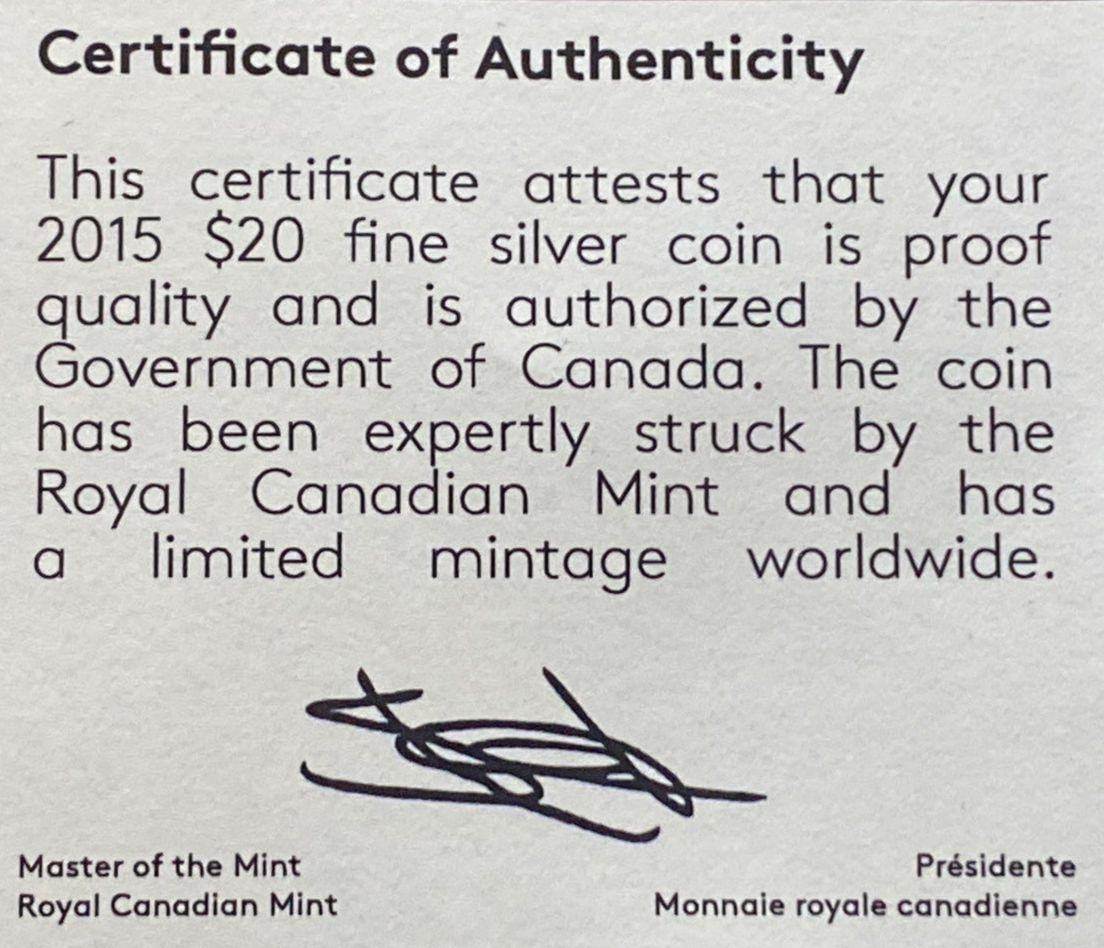 Certificate of Authenticity
This certificate attests that your
2015 $20 fine silver coin is proof
quality and is authorized by the
Government of Canada. The coin
has been expertly struck by the
Royal Canadian Mint and has
a limited mintage worldwide.
Master of the Mint
Royal Canadian Mint
Présidente
Monnaie royale canadienne